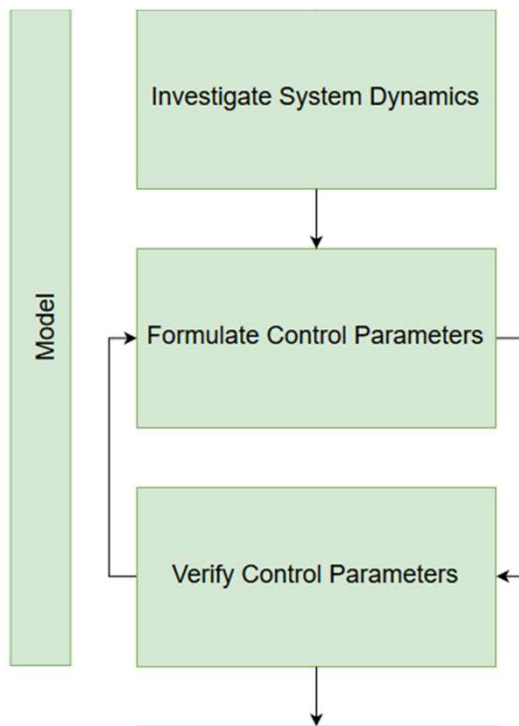 Investigate System Dynamics
Model
Formulate Control Parameters
Verify Control Parameters